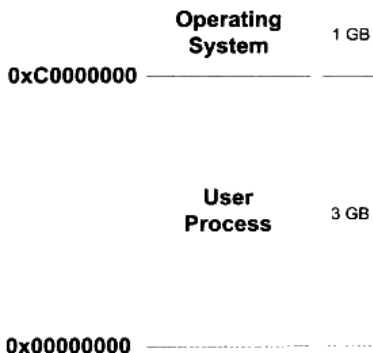 Operating
System
1 GB
0xC0000000
User
Process
3 GB
0x00000000